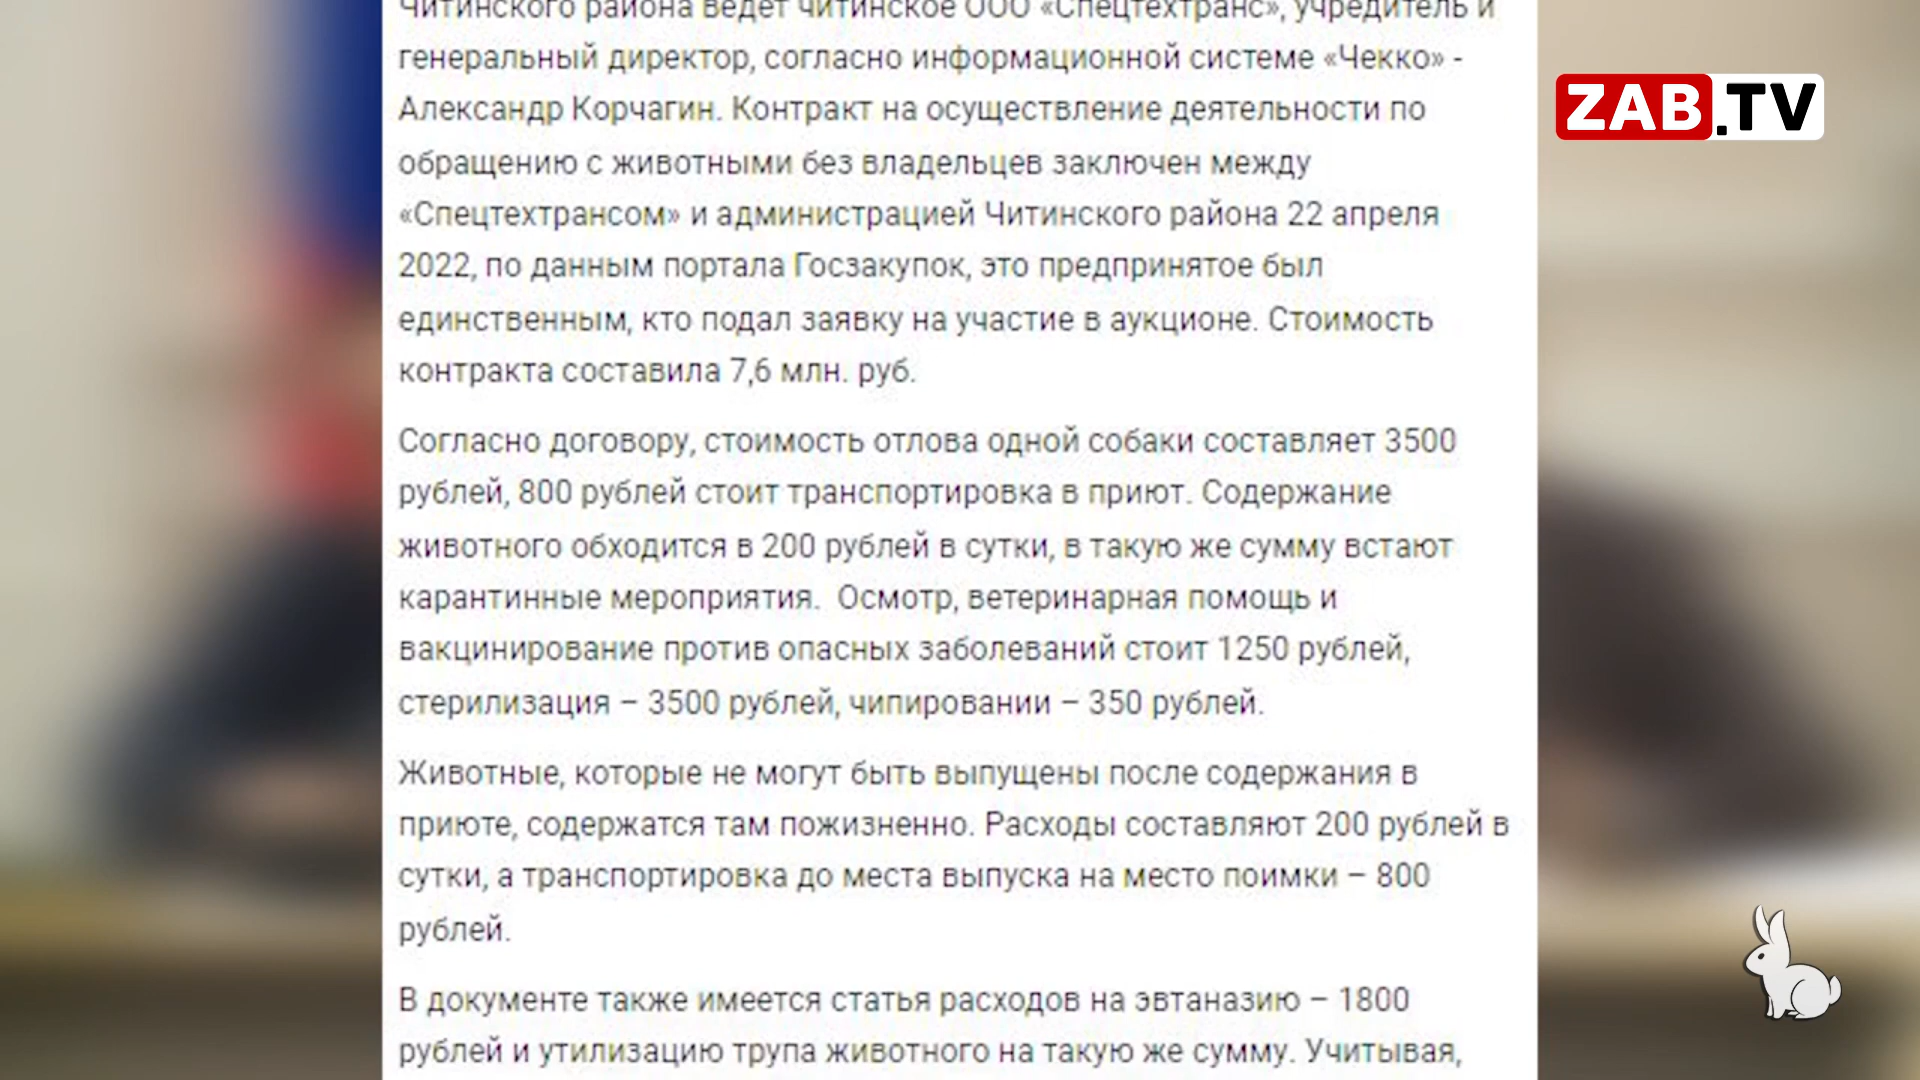 Читинского района ведет читинское ООО «Спецтехтранс», учредитель и
генеральный директор, согласно информационной системе «Чекко» -
Александр Корчагин. Контракт на осуществление деятельности по
обращению с животными без владельцев заключен между
«Спецтехтрансом» и администрацией Читинского района 22 апреля
2022, по данным портала Госзакупок, это предпринятое был
единственным, кто подал заявку на участие в аукционе. Стоимость
контракта составила 7,6 млн. руб.
Согласно договору, стоимость отлова одной собаки составляет 3500
рублей, 800 рублей стоит транспортировка в приют. Содержание
животного обходится в 200 рублей в сутки, в такую же сумму встают
карантинные мероприятия.  Осмотр, ветеринарная помощь и
вакцинирование против опасных заболеваний стоит 1250 рублей,
стерилизация – 3500 рублей, чипировании – 350 рублей.
Животные, которые не могут быть выпущены после содержания в
приюте, содержатся там пожизненно. Расходы составляют 200 рублей в
сутки, а транспортировка до места выпуска на место поимки – 800
рублей.
В документе также имеется статья расходов на эвтаназию – 1800
рублей и утилизацию трупа животного на такую же сумму. Учитывая,
ZAB.TV